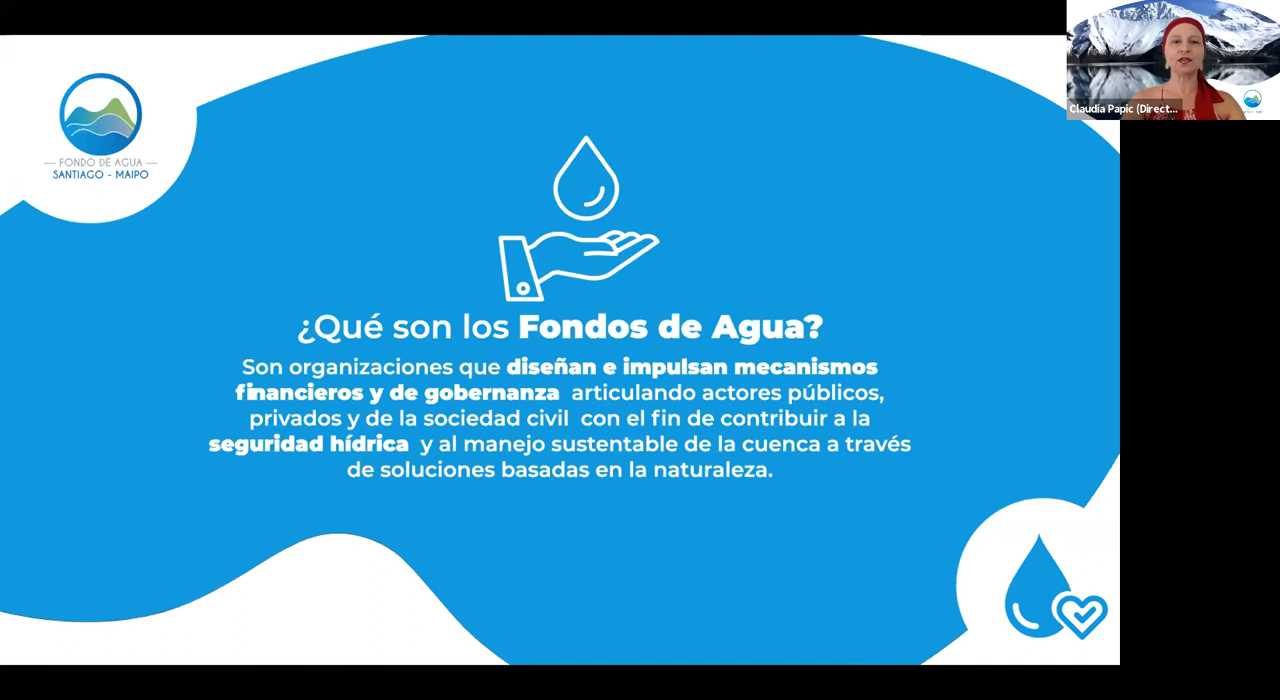 Claudia Papic (Direct...
— FONDO DE AGUA —
SANTIAGO - MAIPO
¿Qué son los Fondos de Agua?
Son organizaciones que diseñan e impulsan mecanismos
financieros y de gobernanza articulando actores públicos,
privados y de la sociedad civil con el fin de contribuir a la
seguridad hídrica y al manejo sustentable de la cuenca a través
de soluciones basadas en la naturaleza.